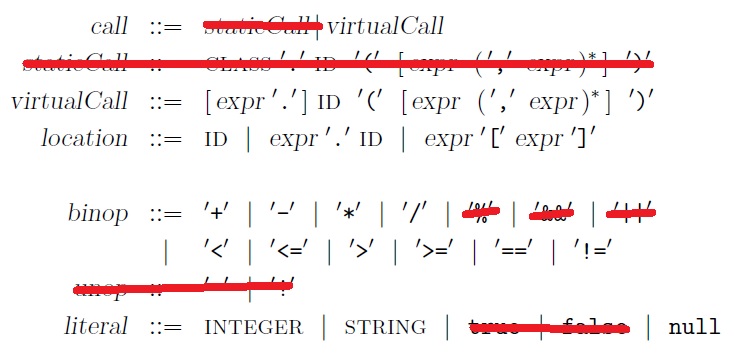 call ::= staticCall | virtualCall
staticCall ::= CLASS '.' ID '(' [expr (',' expr)*] ')'
virtualCall ::= [expr '.'] ID '(' [expr (',' expr)*] ')'
location ::= ID | expr '.' ID | expr '[' expr ']'
binop ::= '+' | '-' | '*' | '/' | '%' | '&&' | '||'
| '<' | '<=' | '>' | '>=' | '==' | '!='
unop ::= '-' | '!'
literal ::= INTEGER | STRING | true | false | null